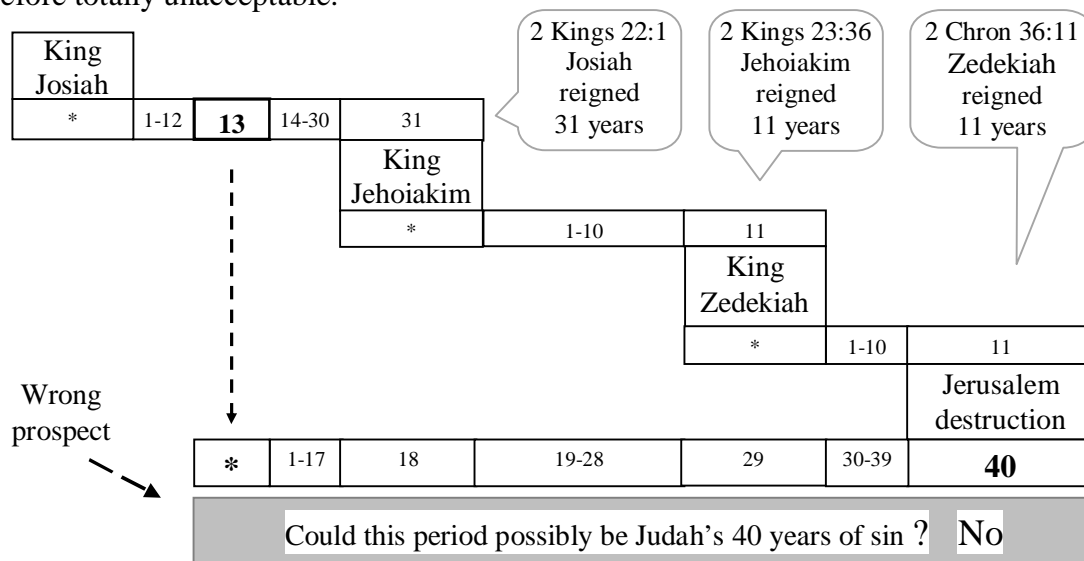 efore totally unacceptable.
King
Josiah
2 Kings 22:1
Josiah
reigned
31 years
2 Kings 23:36
Jehoiakim
reigned
11 years
2 Chron 36:11
Zedekiah
reigned
11 years
* 1-12 13 14-30 31
King
Jehoiakim
* 1-10 11
King
Zedekiah
* 1-10 11
Jerusalem
destruction
Wrong
prospect
* 1-17 18 19-28 29 30-39 40
Could this period possibly be Judah’s 40 years of sin ? No